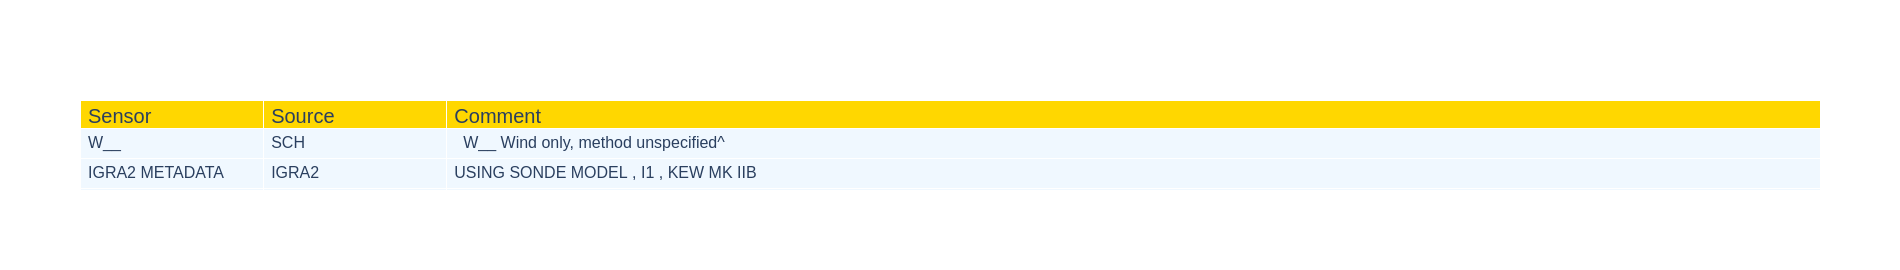 Sensor Source Comment
W__ SCH W__ Wind only, method unspecified^
IGRA2 METADATA IGRA2 USING SONDE MODEL , I1 , KEW MK IIB